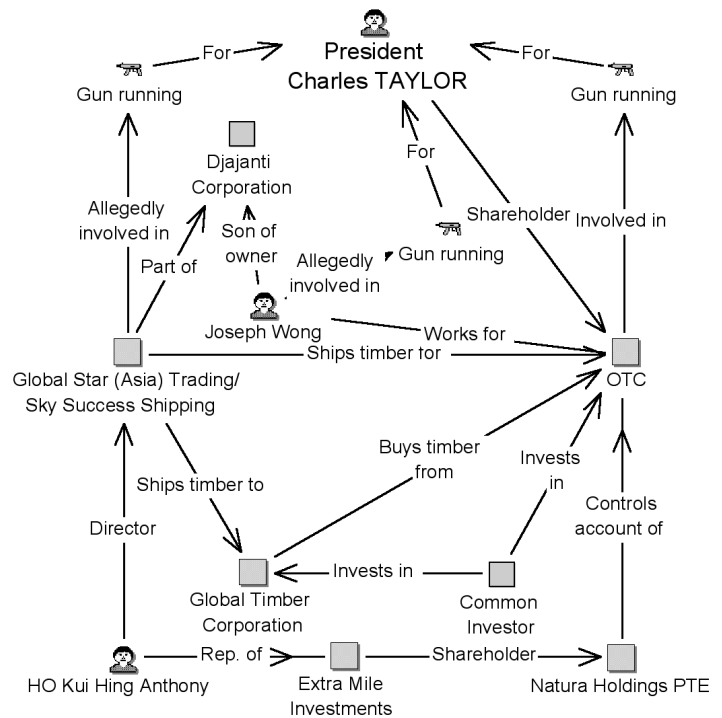 For
For
President
Charles TAYLOR
Gun running
Gun running
Djajanti
Corporation
For
Allegedly
involved in
Son of
owner
Shareholder
Involved in
Gun running
Allegedly
involved in
Part of
Joseph Wong
Works for
Ships timber tor
Global Star (Asia) Trading/
Sky Success Shipping
OTC
Buys timber
from
Invests
in
Ships timber to
Controls
account of
Director
Invests in
Global Timber
Corporation
Common
Investor
Rep. of
Shareholder
HO Kui Hing Anthony
Extra Mile
Investments
Natura Holdings PTE